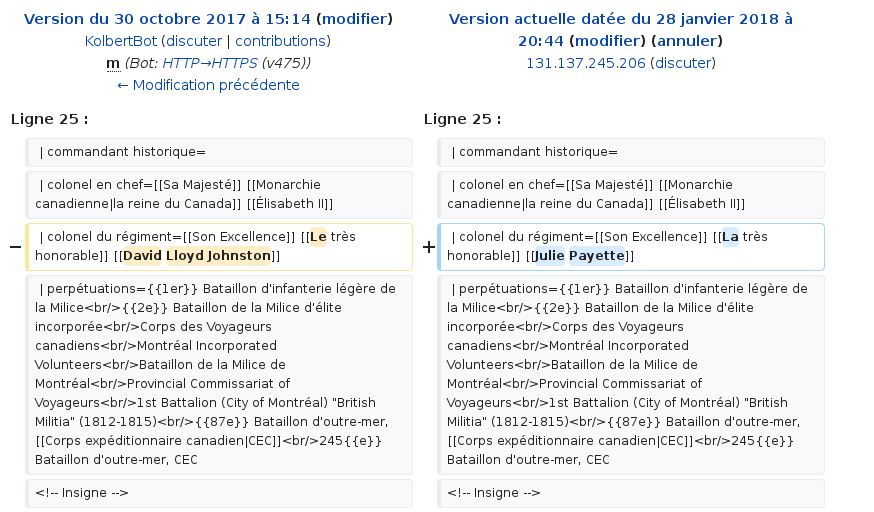 Version du 30 octobre 2017 à 15:14 (modifier)
KolbertBot (discuter | contributions)
m (Bot: HTTP→HTTPS (v475))
← Modification précédente
Version actuelle datée du 28 janvier 2018 à
20:44 (modifier) (annuler)
131.137.245.206 (discuter)
Ligne 25 :
Ligne 25 :
| commandant historique=
| commandant historique=
| colonel en chef=[[Sa Majesté]] [[Monarchie
canadienne|la reine du Canada]] [[Élisabeth II]]
| colonel en chef=[[Sa Majesté]] [[Monarchie
canadienne|la reine du Canada]] [[Élisabeth II]]
− | colonel du régiment=[[Son Excellence]] [[Le très
honorable]] [[David Lloyd Johnston]]
+ | colonel du régiment=[[Son Excellence]] [[La très
honorable]] [[Julie Payette]]
| perpétuations={{1er}} Bataillon d'infanterie légère de
la Milice<br/>{{2e}} Bataillon de la Milice d'élite
incorporée<br/>Corps des Voyageurs
canadiens<br/>Montréal Incorporated
Volunteers<br/>Bataillon de la Milice de
Montréal<br/>Provincial Commissariat of
Voyageurs<br/>1st Battalion (City of Montréal) "British
Militia" (1812-1815)<br/>{{87e}} Bataillon d'outre-mer,
[[Corps expéditionnaire canadien|CEC]]<br/>245{{e}}
Bataillon d'outre-mer, CEC
| perpétuations={{1er}} Bataillon d'infanterie légère de
la Milice<br/>{{2e}} Bataillon de la Milice d'élite
incorporée<br/>Corps des Voyageurs
canadiens<br/>Montréal Incorporated
Volunteers<br/>Bataillon de la Milice de
Montréal<br/>Provincial Commissariat of
Voyageurs<br/>1st Battalion (City of Montréal) "British
Militia" (1812-1815)<br/>{{87e}} Bataillon d'outre-mer,
[[Corps expéditionnaire canadien|CEC]]<br/>245{{e}}
Bataillon d'outre-mer, CEC
<!-- Insigne -->
<!-- Insigne -->